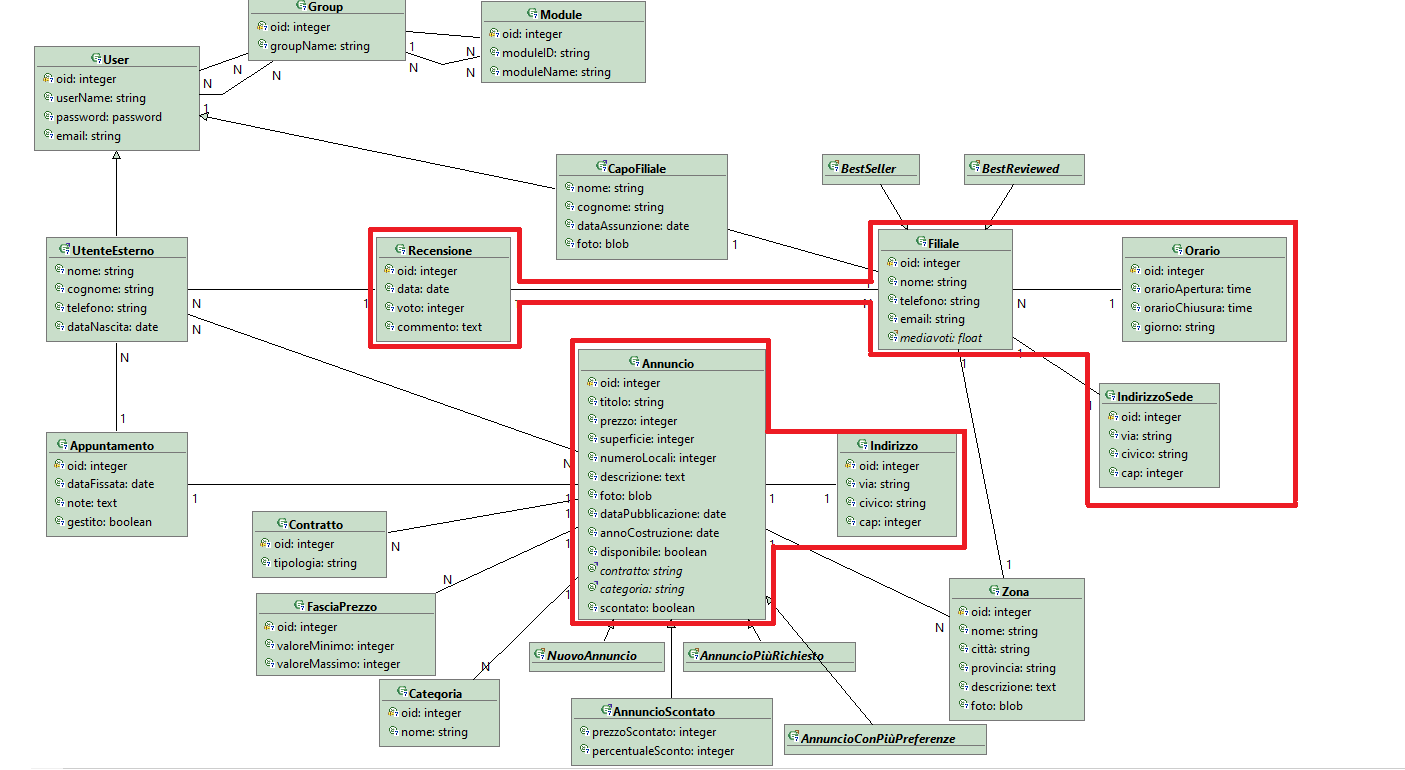 Group
oid: integer
groupName: string
Module
oid: integer
moduleID: string
moduleName: string
1
N
N
N
N
N
N
N
User
oid: integer
userName: string
password: password
email: string
1
CapoFiliale
nome: string
cognome: string
dataAssunzione: date
foto: blob
1
BestSeller
BestReviewed
UtenteEsterno
nome: string
cognome: string
telefono: string
dataNascita: date
N
N
N
1
Recensione
oid: integer
data: date
voto: integer
commento: text
1
Filiale
oid: integer
nome: string
telefono: string
email: string
mediavoti: float
N
N
1
1
1
1
Orario
oid: integer
orarioApertura: time
orarioChiusura: time
giorno: string
IndirizzoSede
oid: integer
via: string
civico: string
cap: integer
Annuncio
oid: integer
titolo: string
prezzo: integer
superficie: integer
numeroLocali: integer
descrizione: text
foto: blob
dataPubblicazione: date
annoCostruzione: date
disponibile: boolean
contratto: string
categoria: string
scontato: boolean
N
1
1
1
1
1
1
1
Indirizzo
oid: integer
via: string
civico: string
cap: integer
Appuntamento
oid: integer
dataFissata: date
note: text
gestito: boolean
1
Contratto
oid: integer
tipologia: string
N
FasciaPrezzo
oid: integer
valoreMinimo: integer
valoreMassimo: integer
N
Categoria
oid: integer
nome: string
N
NuovoAnnuncio
AnnuncioPiùRichiesto
AnnuncioScontato
prezzoScontato: integer
percentualeSconto: integer
AnnuncioConPiùPreferenze
Zona
oid: integer
nome: string
città: string
provincia: string
descrizione: text
foto: blob
1
N